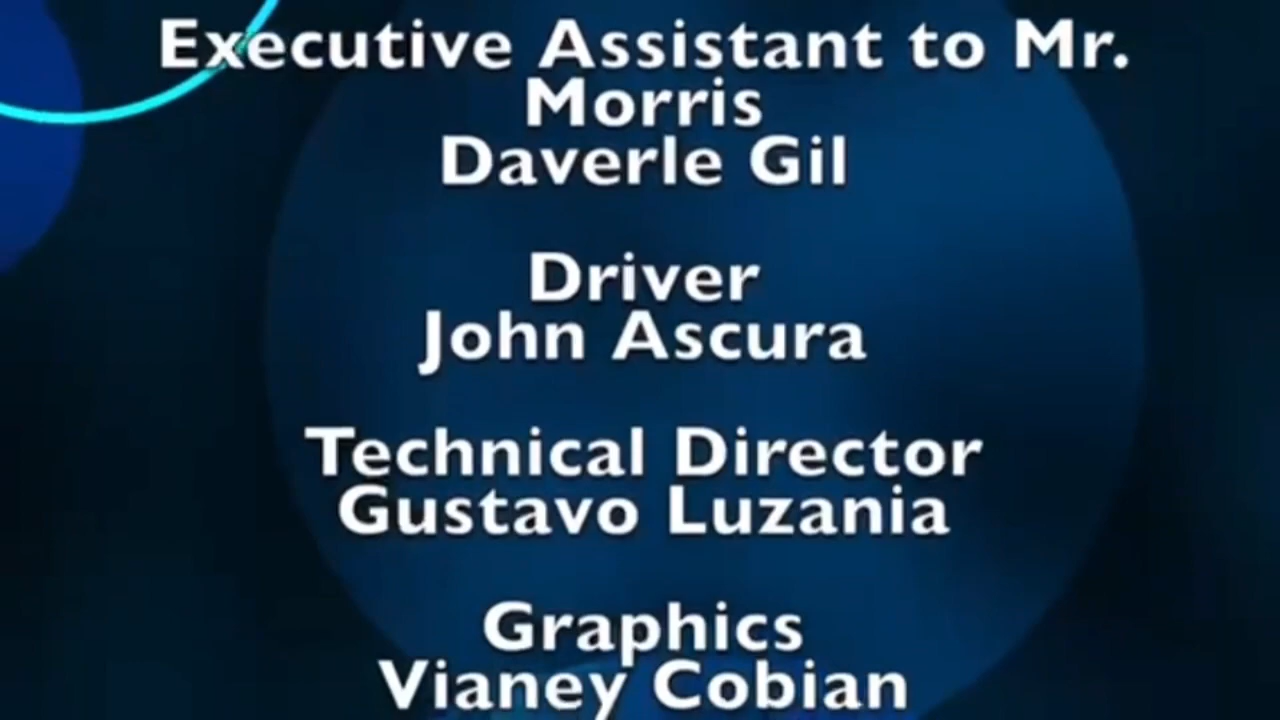 Executive Assistant to Mr.
Morris
Daverle Gil
Driver
John Ascura
Technical Director
Gustavo Luzania
Graphics
Vianey Cobian